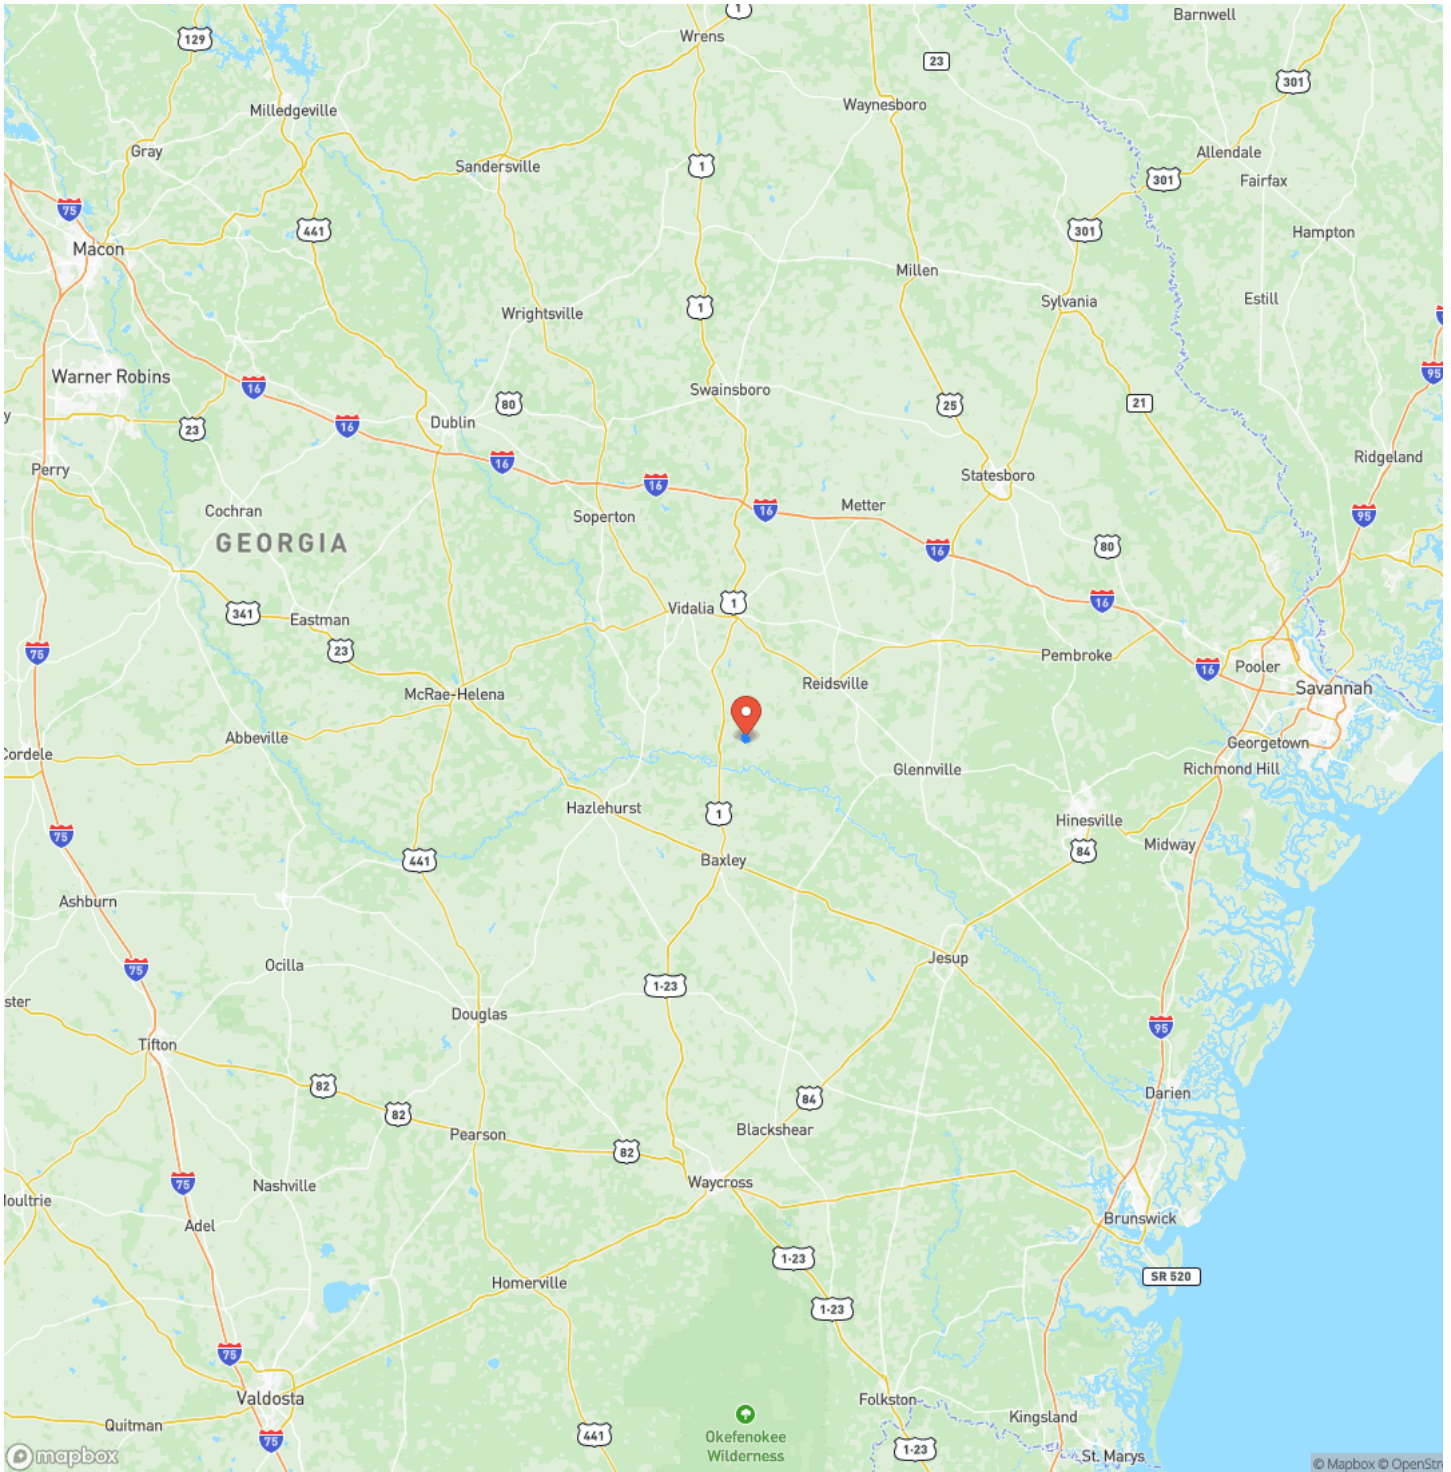 1
Barnwell
129
Wrens
23
301
Milledgeville
Waynesboro
Gray
Sandersville
1
Allendale
301
Fairfax
75
441
301
Hampton
Macon
Millen
Sylvania
Estill
Wrightsville
1
95
Warner Robins
16
Swainsboro
80
25
21
23
16
Dublin
Perry
16
Statesboro
Ridgeland
16
Cochran
Soperton
16
Metter
95
GEORGIA
16
80
341
Vidalia
1
16
Eastman
75
23
Pembroke
16
Pooler
McRae-Helena
Reidsville
Savannah
Abbeville
Georgetown
Cordele
Glennville
Richmond Hill
Hazlehurst
1
Hinesville
75
441
Baxley
84
Midway
Ashburn
Ocilla
75
Jesup
1-23
ster
Douglas
95
Tifton
82
82
84
Darien
Pearson
Blackshear
82
75
Nashville
Waycross
Moultrie
Adel
Brunswick
1-23
SR 520
Homerville
1-23
75
Valdosta
Folkston
Quitman
75
441
Okefenokee
Wilderness
Kingsland
1-23
St. Marys
mapbox
© Mapbox © OpenStr